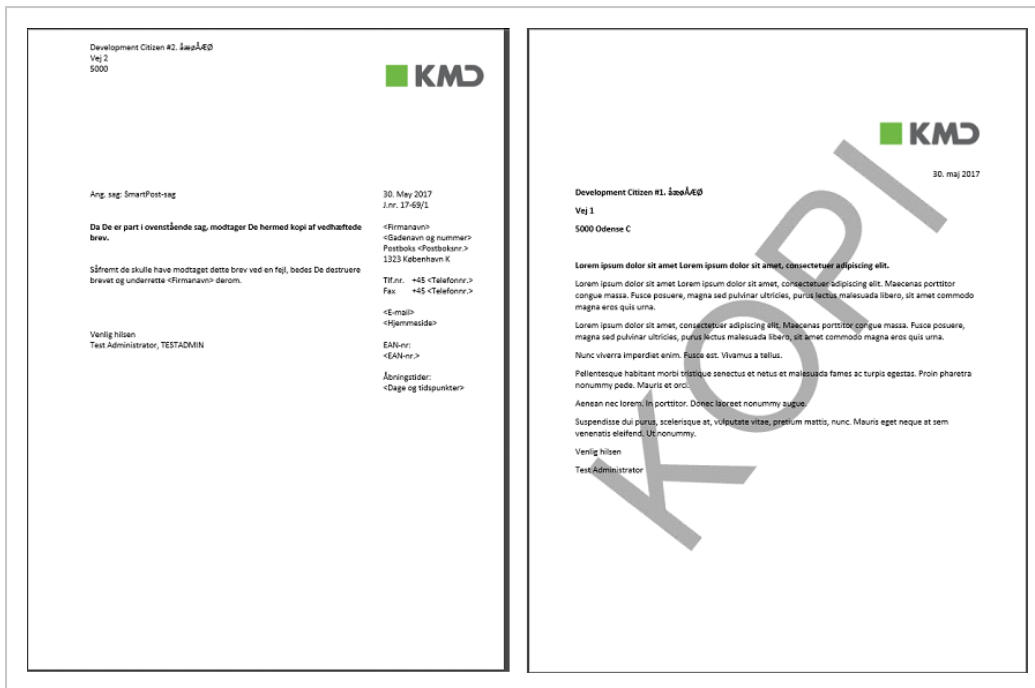 Development Citizen #2. åæøÅÆØ
Vej 2
5000
KMD
Ang. sag: SmartPost-sag
30. May 2017
J.nr. 17-69/1
Da De er part i ovenstående sag, modtager De hermed kopi af vedhæftede
brev.
Såfremt de skulle have modtaget dette brev ved en fejl, bedes De destruere
brevet og underrette <Firmanavn> derom.
Venlig hilsen
Test Administrator, TESTADMIN
<Firmanavn>
<Gadenavn og nummer>
Postboks <Postboksnr.>
1323 København K
Tlf.nr. +45 <Telefonnr.>
Fax +45 <Telefonnr.>
<E-mail>
<Hjemmeside>
EAN-nr:
<EAN-nr.>
Åbningstider:
<Dage og tidspunkter>
KMD
30. maj 2017
Development Citizen #1. åæøÅÆØ
Vej 1
5000 Odense C
Lorem ipsum dolor sit amet Lorem ipsum dolor sit amet, consectetuer adipiscing elit.
Lorem ipsum dolor sit amet Lorem ipsum dolor sit amet, consectetuer adipiscing elit. Maecenas porttitor
congue massa. Fusce posuere, magna sed pulvinar ultricies, purus lectus malesuada libero, sit amet commodo
magna eros quis urna.
Lorem ipsum dolor sit amet, consectetuer adipiscing elit. Maecenas porttitor congue massa. Fusce posuere,
magna sed pulvinar ultricies, purus lectus malesuada libero, sit amet commodo magna eros quis urna.
Nunc viverra imperdiet enim. Fusce est. Vivamus a tellus.
Pellentesque habitant morbi tristique senectus et netus et malesuada fames ac turpis egestas. Proin pharetra
nonummy pede. Mauris et orci.
Aenean nec lorem. In porttitor. Donec laoreet nonummy augue.
Suspendisse dui purus, scelerisque at, vulputate vitae, pretium mattis, nunc. Mauris eget neque at sem
venenatis eleifend. Ut nonummy.
Venlig hilsen
Test Administrator
KOPI